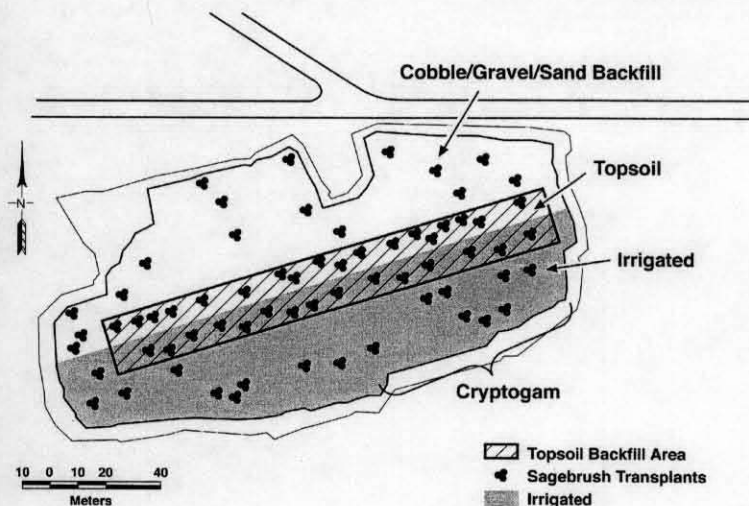 Cobble/Gravel/Sand Backfill
Topsoil
N
Irrigated
Cryptogam
Topsoil Backfill Area
Sagebrush Transplants
Irrigated
10 0 10 20 40
Meters